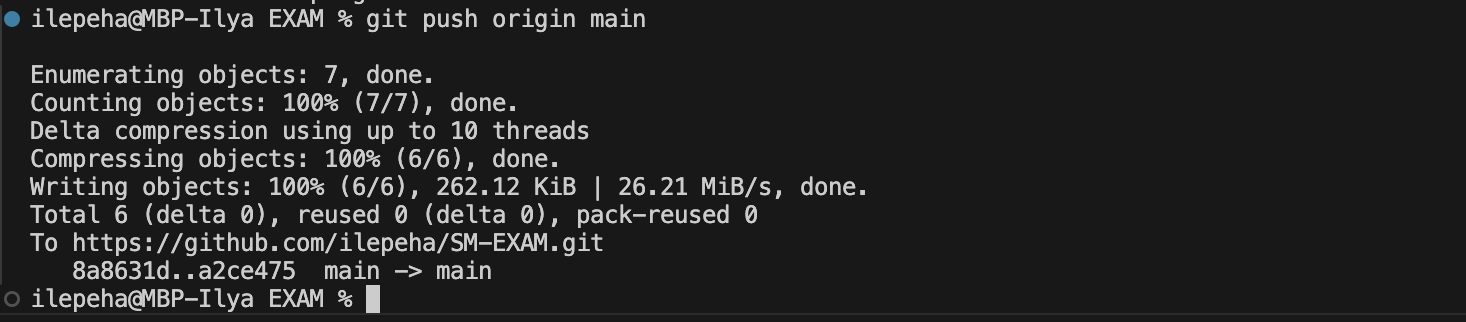 ilepeha@MBP-Ilya EXAM % git push origin main
Enumerating objects: 7, done.
Counting objects: 100% (7/7), done.
Delta compression using up to 10 threads
Compressing objects: 100% (6/6), done.
Writing objects: 100% (6/6), 262.12 KiB | 26.21 MiB/s, done.
Total 6 (delta 0), reused 0 (delta 0), pack-reused 0
To https://github.com/ilepeha/SM-EXAM.git
   8a8631d..a2ce475  main -> main
ilepeha@MBP-Ilya EXAM %